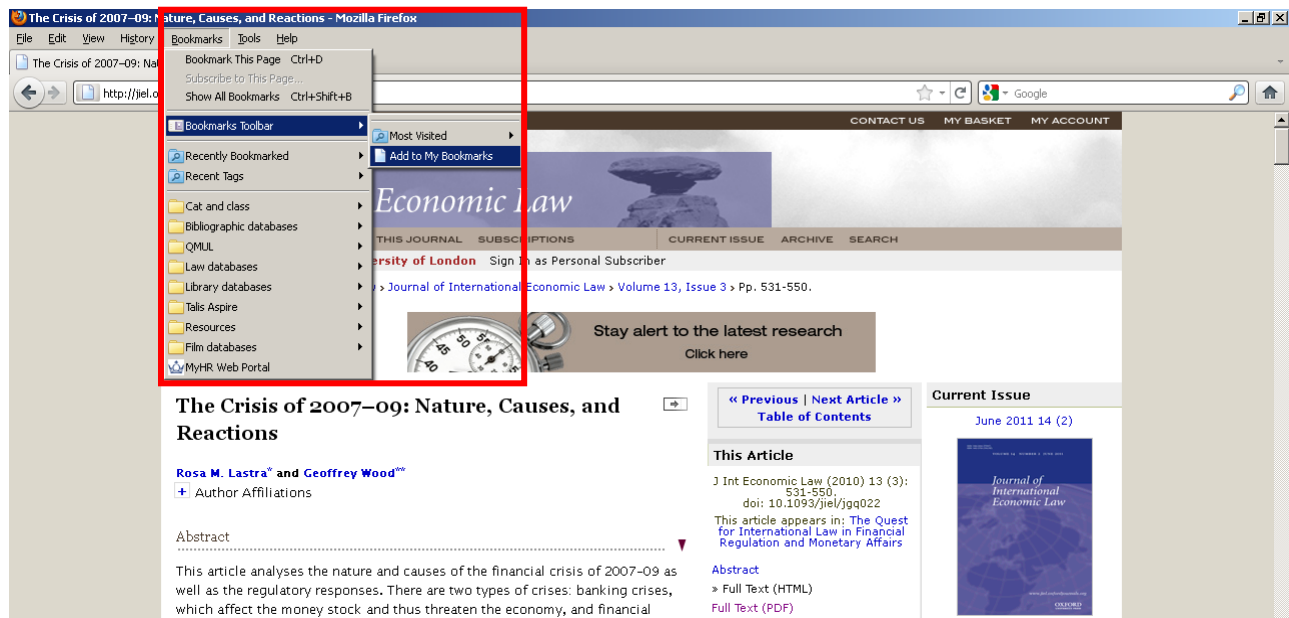 The Crisis of 2007–09: Nature, Causes, and Reactions - Mozilla Firefox
File Edit View History Bookmarks Tools Help
The Crisis of 2007–09: Nat
http://jiel.o
Google
Bookmark This Page Ctrl+D
Subscribe to This Page...
Show All Bookmarks Ctrl+Shift+B
Bookmarks Toolbar
Most Visited
Add to My Bookmarks
Recently Bookmarked
Recent Tags
Cat and class
Bibliographic databases
QMUL
Law databases
Library databases
Talis Aspire
Resources
Film databases
MyHR Web Portal
CONTACT US MY BASKET MY ACCOUNT
Economic Law
THIS JOURNAL SUBSCRIPTIONS CURRENT ISSUE ARCHIVE SEARCH
ersity of London Sign In as Personal Subscriber
› Journal of International Economic Law › Volume 13, Issue 3 › Pp. 531-550.
Stay alert to the latest research
Click here
45 50 55 5
40
The Crisis of 2007–09: Nature, Causes, and
Reactions
Rosa M. Lastra* and Geoffrey Wood**
+ Author Affiliations
Abstract
This article analyses the nature and causes of the financial crisis of 2007-09 as
well as the regulatory responses. There are two types of crises: banking crises,
which affect the money stock and thus threaten the economy, and financial
« Previous | Next Article »
Table of Contents
This Article
J Int Economic Law (2010) 13 (3):
531-550.
doi: 10.1093/jiel/jgq022
This article appears in: The Quest
for International Law in Financial
Regulation and Monetary Affairs
Abstract
» Full Text (HTML)
Full Text (PDF)
Current Issue
June 2011 14 (2)
Journal of
International
Economic Law
www.jiel.oxfordjournals.org
OXFORD